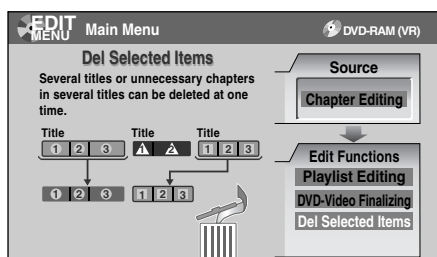 EDIT
MENU Main Menu
DVD-RAM (VR)
Del Selected Items
Several titles or unnecessary chapters
in several titles can be deleted at one
time.
Title Title Title
1 2 3 1 2 1 2 3
1 2 3 1 2 3
Source
Chapter Editing
Edit Functions
Playlist Editing
DVD-Video Finalizing
Del Selected Items